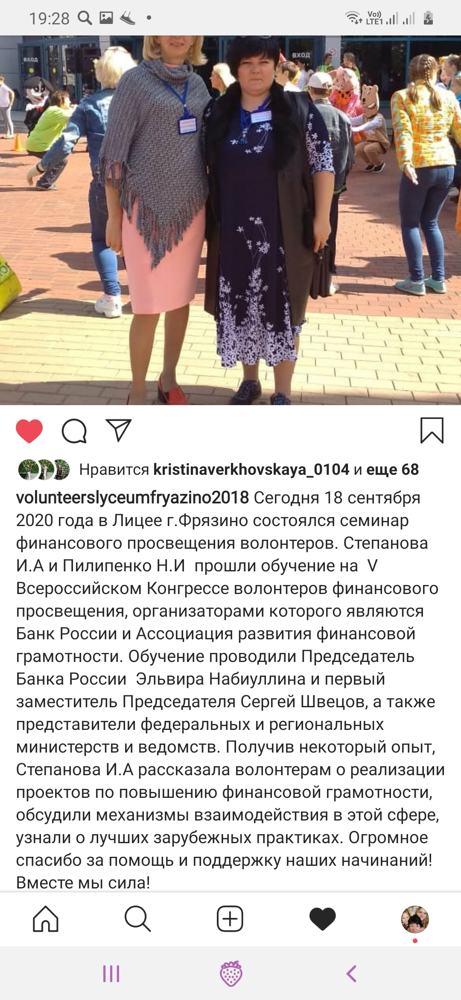 19:28
Vo))
LTE1
вход
вход
Нравится kristinaverkhovskaya_0104 и еще 68
volunteerslyceumfryazino2018 Сегодня 18 сентября
2020 года в Лицее г.Фрязино состоялся семинар
финансового просвещения волонтеров. Степанова
И.А и Пилипенко Н.И  прошли обучение на  V
Всероссийском Конгрессе волонтеров финансового
просвещения, организаторами которого являются
Банк России и Ассоциация развития финансовой
грамотности. Обучение проводили Председатель
Банка России  Эльвира Набиуллина и первый
заместитель Председателя Сергей Швецов, а также
представители федеральных и региональных
министерств и ведомств. Получив некоторый опыт,
Степанова И.А рассказала волонтерам о реализации
проектов по повышению финансовой грамотности,
обсудили механизмы взаимодействия в этой сфере,
узнали о лучших зарубежных практиках. Огромное
спасибо за помощь и поддержку наших начинаний!
Вместе мы сила!